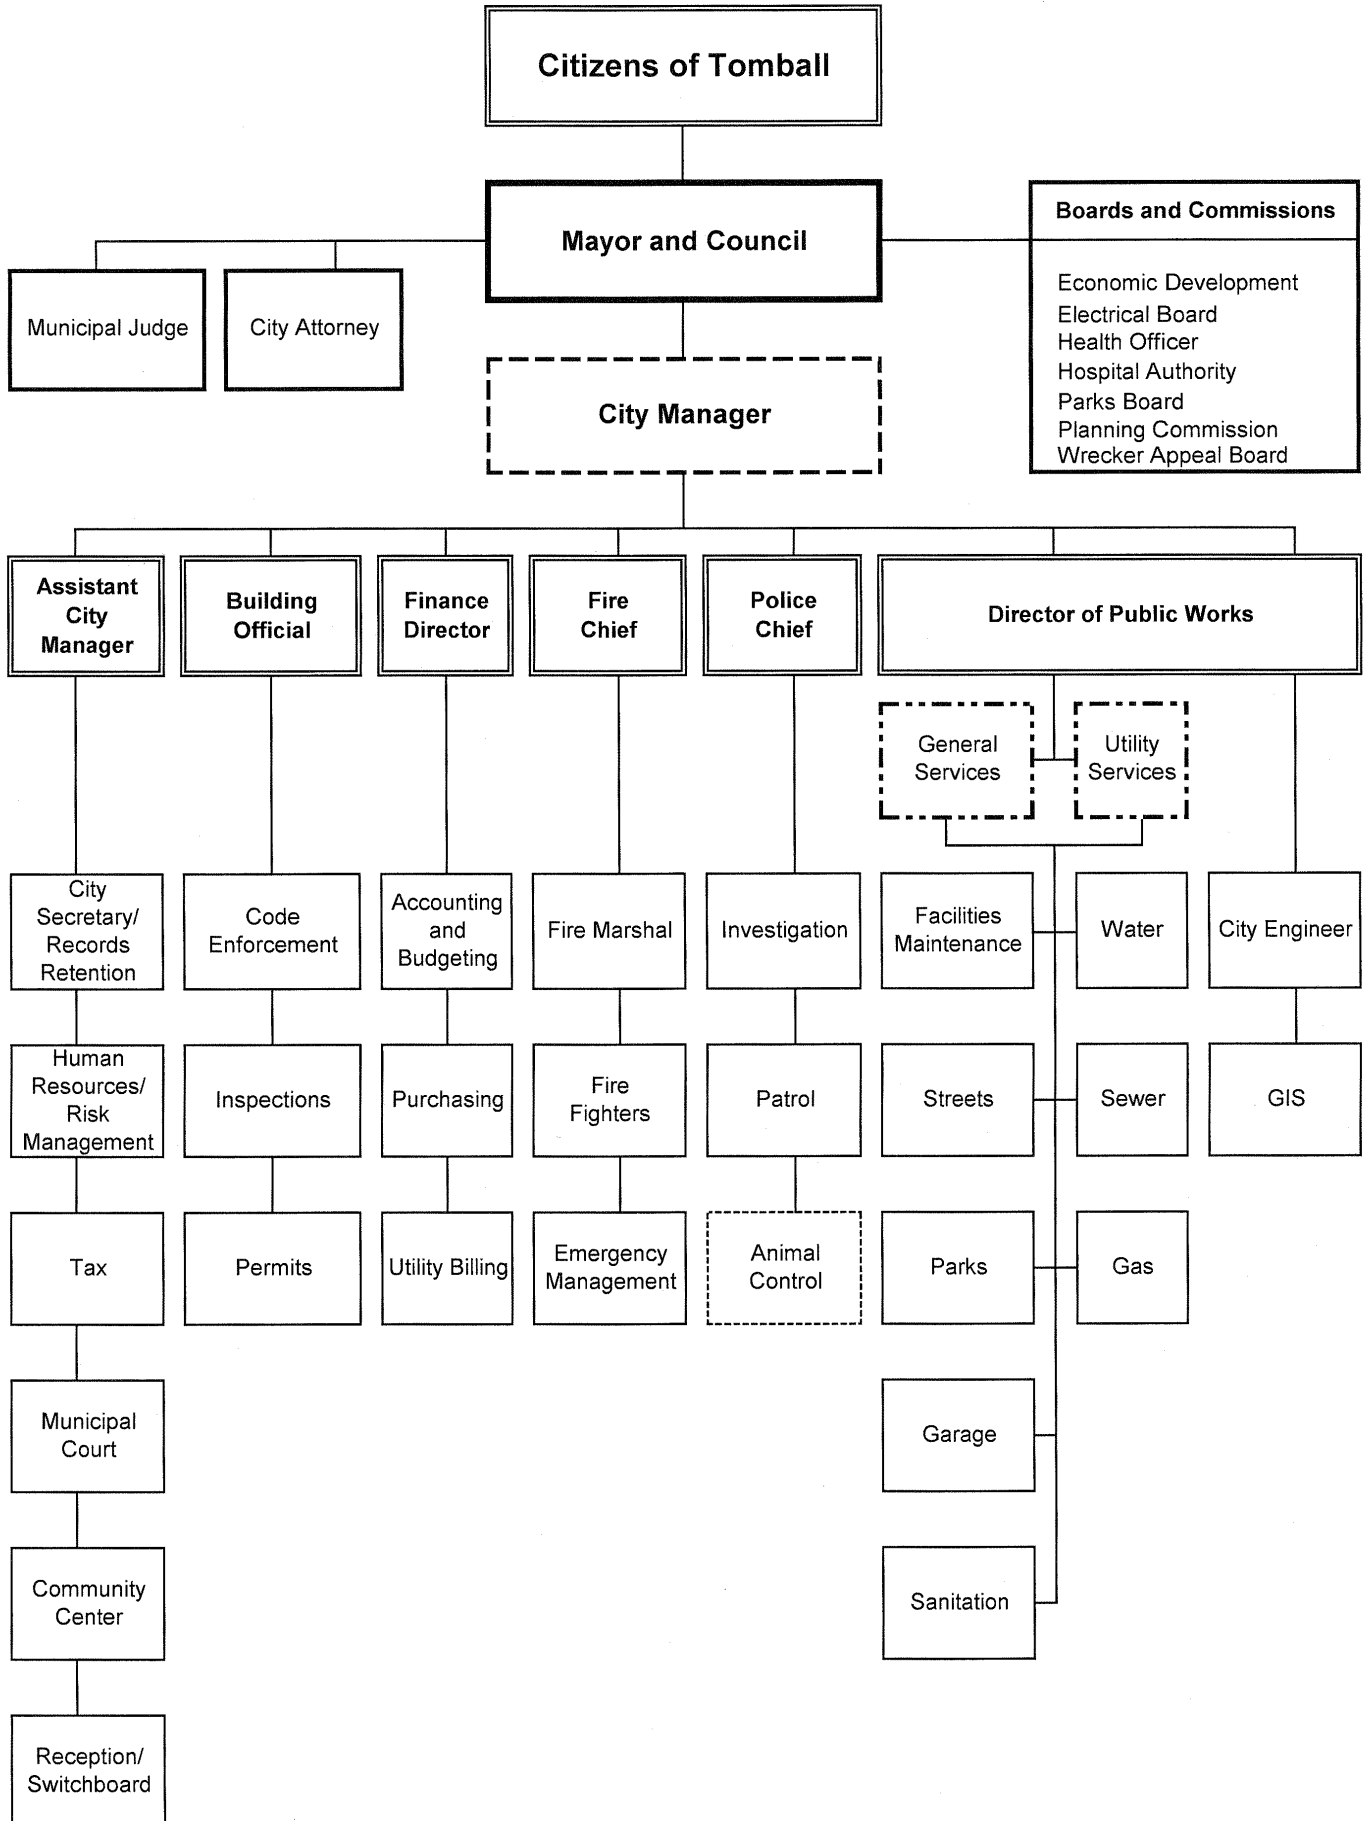 Citizens of Tomball
Mayor and Council
Boards and Commissions
Economic Development
Electrical Board
Health Officer
Hospital Authority
Parks Board
Planning Commission
Wrecker Appeal Board
Municipal Judge
City Attorney
City Manager
Assistant
City
Manager
Building
Official
Finance
Director
Fire
Chief
Police
Chief
Director of Public Works
General
Services
Utility
Services
City
Secretary/
Records
Retention
Code
Enforcement
Accounting
and
Budgeting
Fire Marshal
Investigation
Facilities
Maintenance
Water
City Engineer
Human
Resources/
Risk
Management
Inspections
Purchasing
Fire
Fighters
Patrol
Streets
Sewer
GIS
Tax
Permits
Utility Billing
Emergency
Management
Animal
Control
Parks
Gas
Municipal
Court
Garage
Community
Center
Sanitation
Reception/
Switchboard